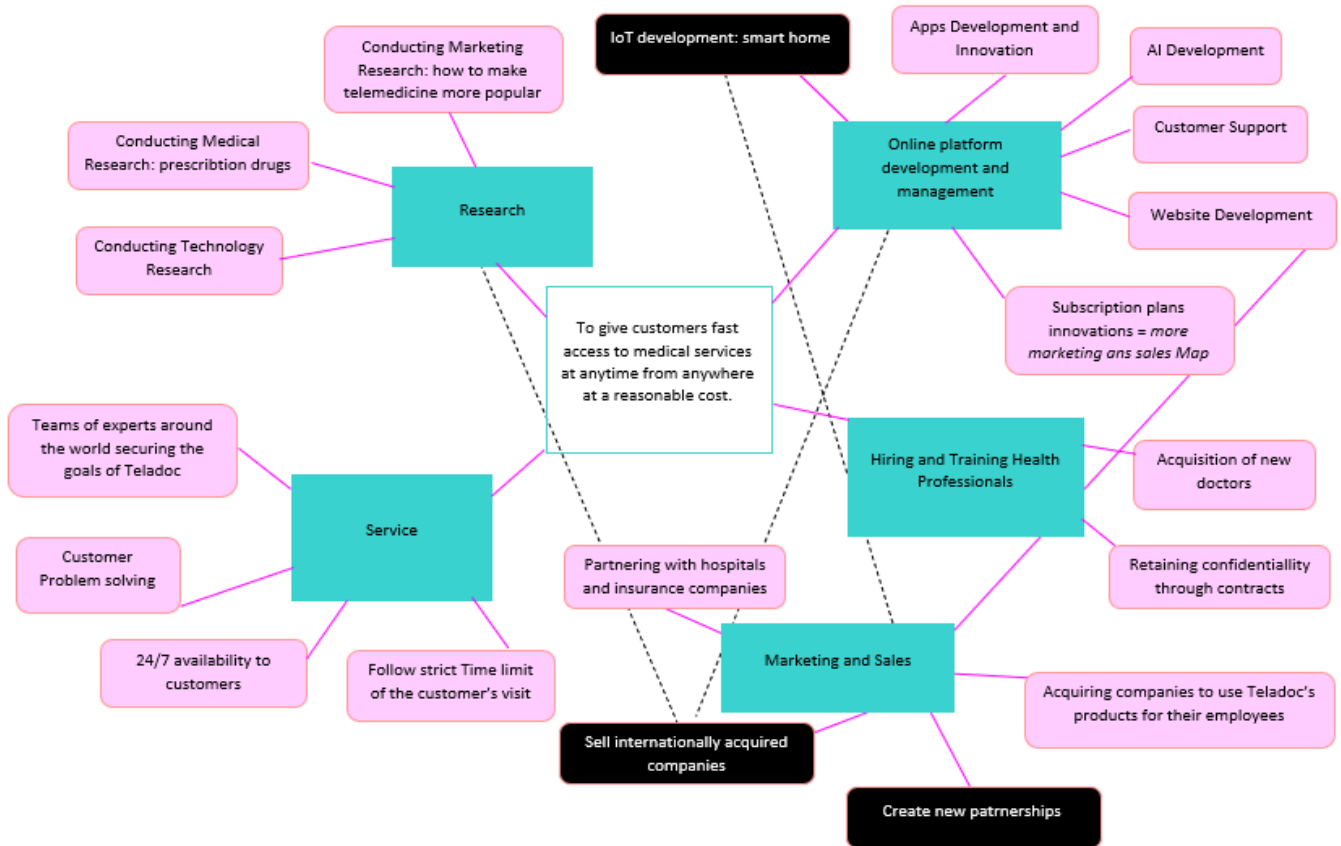 IoT development: smart home
Apps Development and
Innovation
AI Development
Conducting Marketing
Research: how to make
telemedicine more popular
Customer Support
Conducting Medical
Research: prescribtion drugs
Online platform
development and
management
Research
Website Development
Conducting Technology
Research
To give customers fast
access to medical services
at anytime from anywhere
at a reasonable cost.
Subscription plans
innovations = more
marketing ans sales Map
Teams of experts around
the world securing the
goals of Teladoc
Hiring and Training Health
Professionals
Acquisition of new
doctors
Service
Customer
Problem solving
Partnering with hospitals
and insurance companies
Retaining confidentiallity
through contracts
24/7 availability to
customers
Follow strict Time limit
of the customer's visit
Marketing and Sales
Acquiring companies to use Teladoc's
products for their employees
Sell internationally acquired
companies
Create new patrnerships